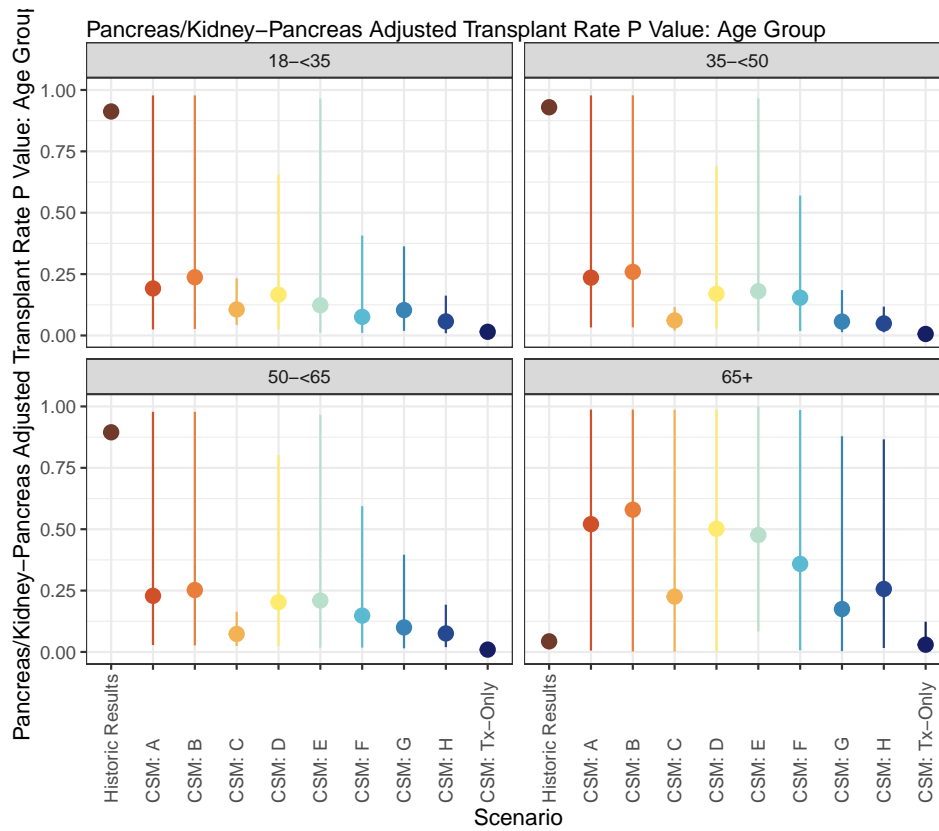 Pancreas/Kidney−Pancreas Adjusted Transplant Rate P Value: Age Group
Pancreas/Kidney−Pancreas Adjusted Transplant Rate P Value: Age Group
18−<35
35−<50
1.00
0.75
0.50
0.25
0.00
50−<65
65+
1.00
0.75
0.50
0.25
0.00
Historic Results
CSM: A
CSM: B
CSM: C
CSM: D
CSM: E
CSM: F
CSM: G
CSM: H
CSM: Tx−Only
Historic Results
CSM: A
CSM: B
CSM: C
CSM: D
CSM: E
CSM: F
CSM: G
CSM: H
CSM: Tx−Only
Scenario